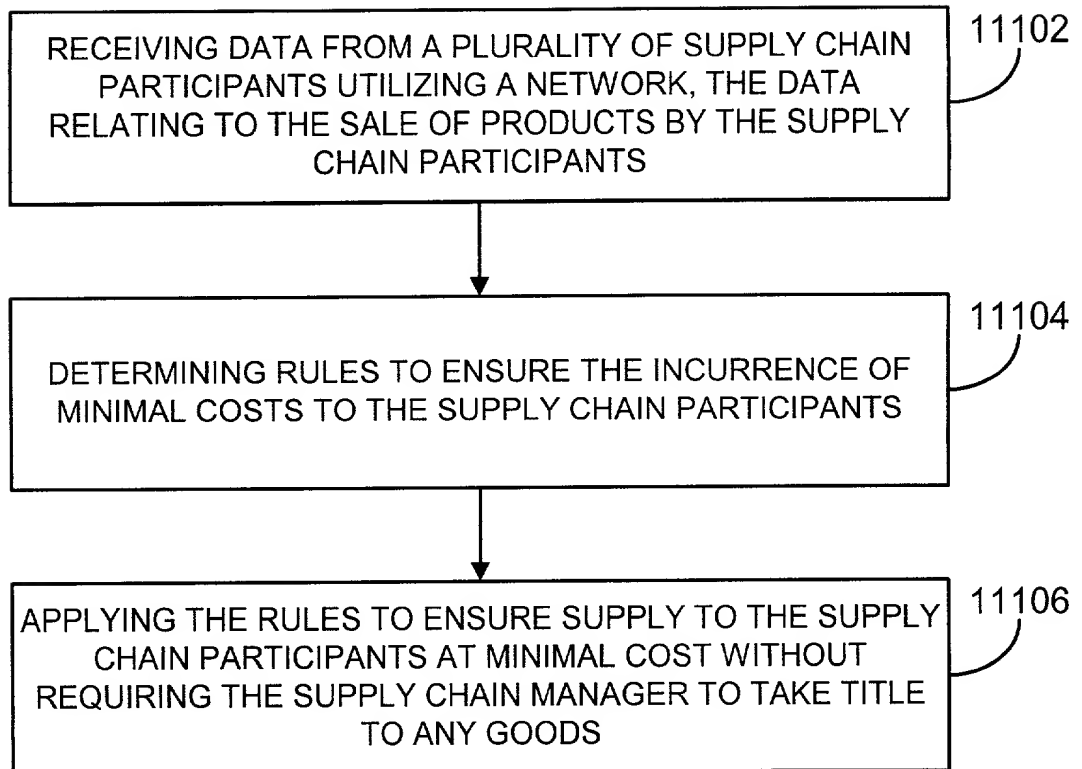 11102
RECEIVING DATA FROM A PLURALITY OF SUPPLY CHAIN
PARTICIPANTS UTILIZING A NETWORK, THE DATA
RELATING TO THE SALE OF PRODUCTS BY THE SUPPLY
CHAIN PARTICIPANTS
11104
DETERMINING RULES TO ENSURE THE INCURRENCE OF
MINIMAL COSTS TO THE SUPPLY CHAIN PARTICIPANTS
11106
APPLYING THE RULES TO ENSURE SUPPLY TO THE SUPPLY
CHAIN PARTICIPANTS AT MINIMAL COST WITHOUT
REQUIRING THE SUPPLY CHAIN MANAGER TO TAKE TITLE
TO ANY GOODS